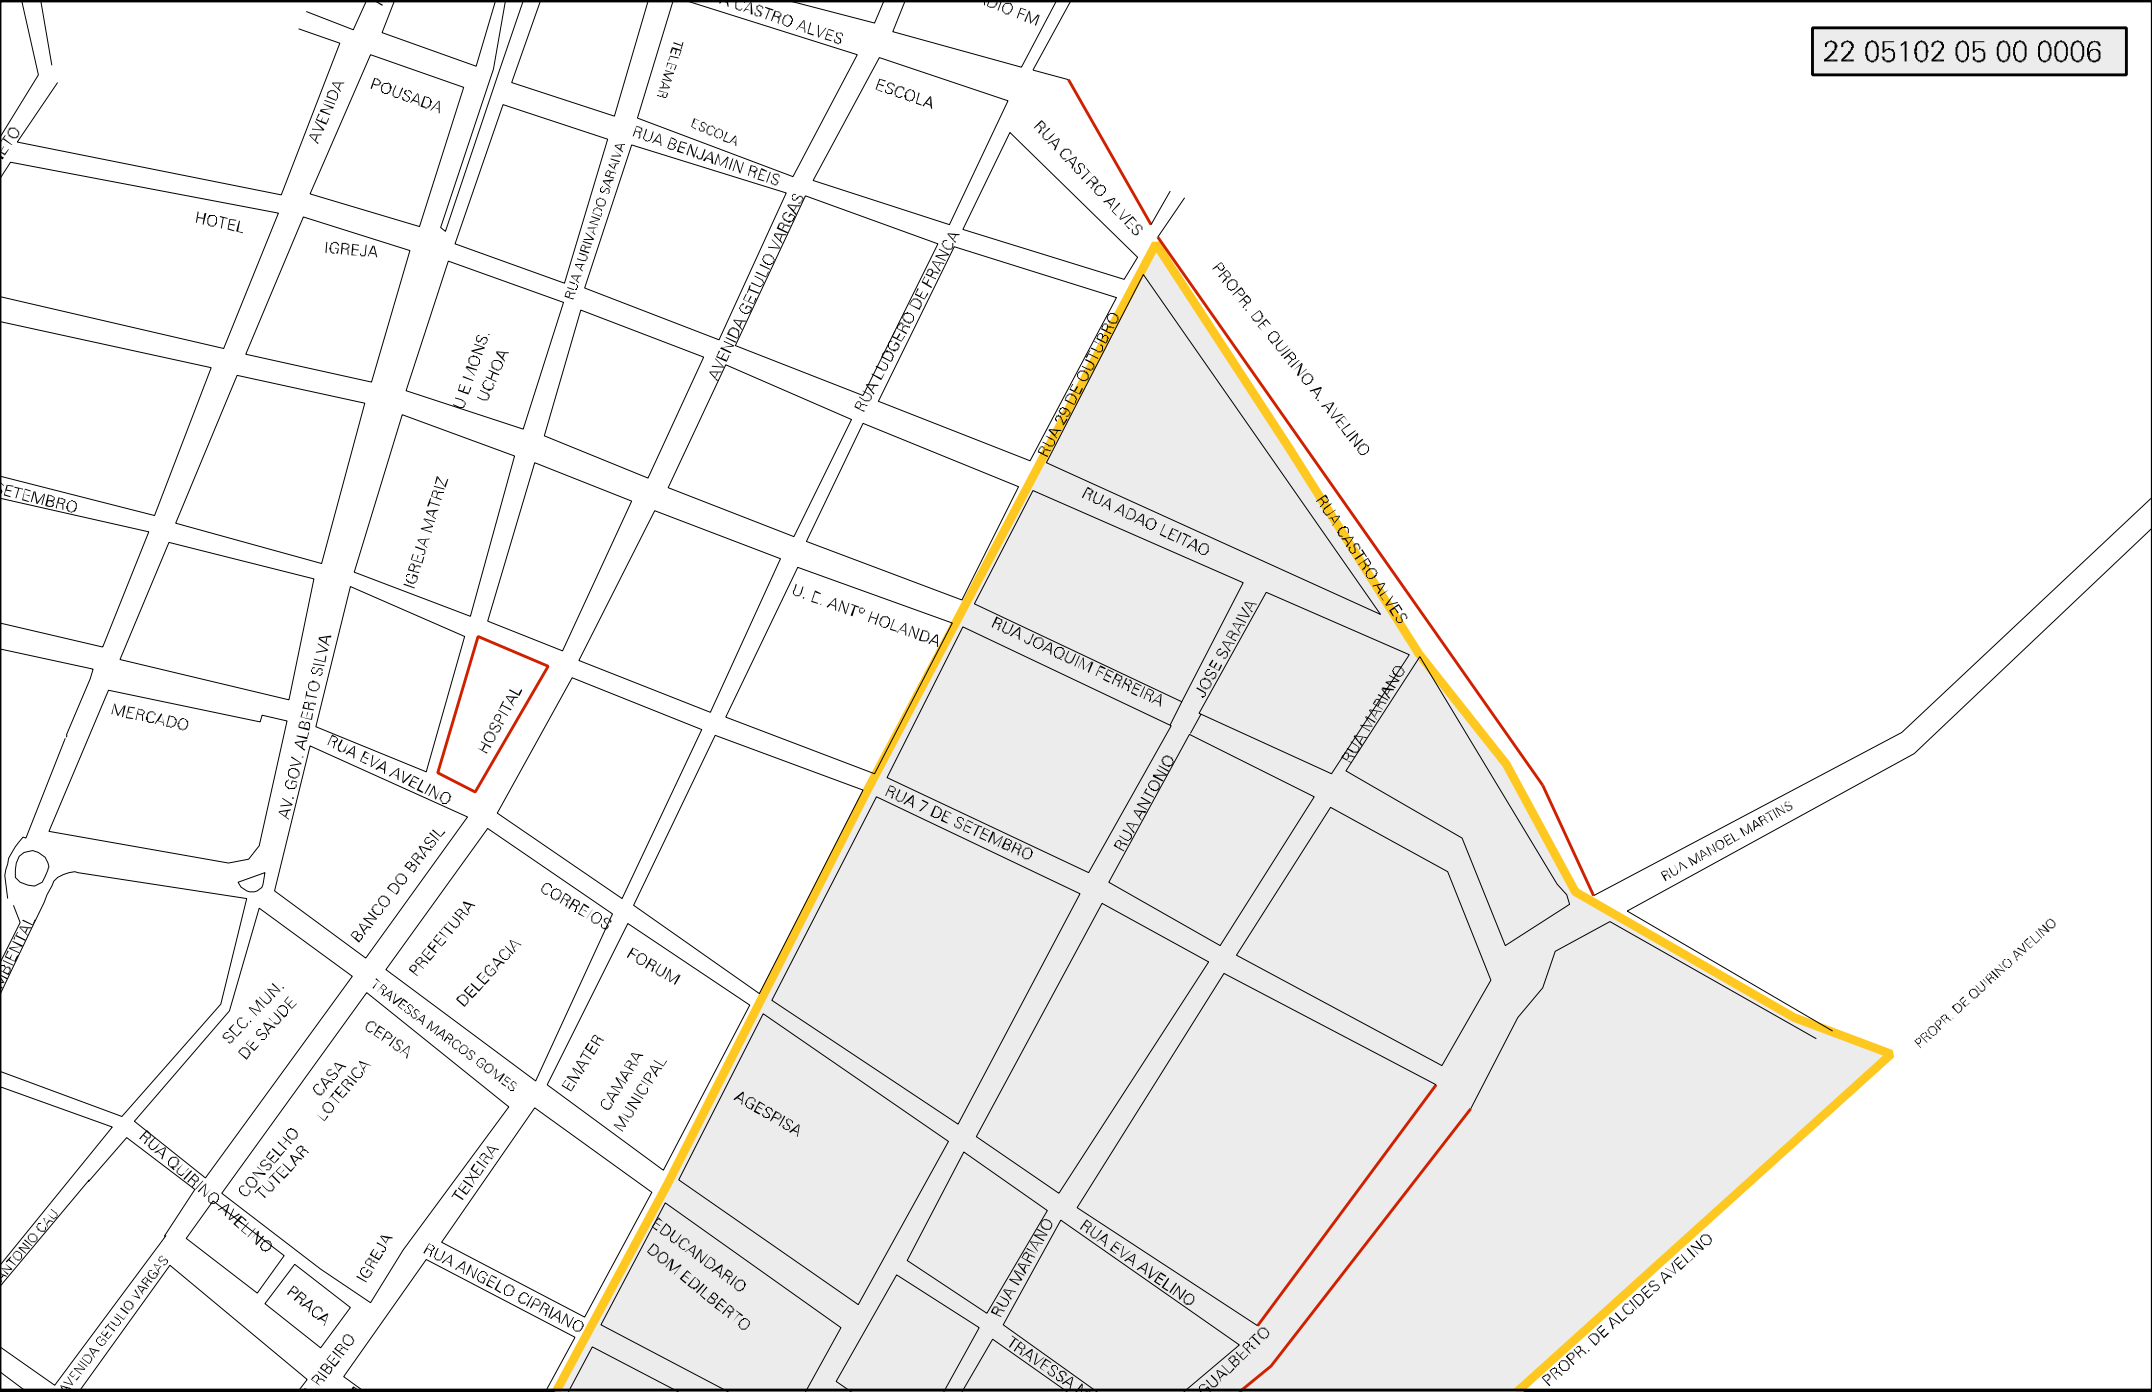 22 05102 05 00 0006
CASTRO ALVES
FM
TELEMAR
AVENIDA
POUSADA
ESCOLA
ESCOLA
RUA BENJAMIN REIS
RUA CASTRO ALVES
HOTEL
IGREJA
RUA AURIVANDO SARAIVA
AVENIDA GETULIO VARGAS
RUA LUDGERO DE FRANCA
PROPR. DE QUIRINO A. AVELINO
U E MONS.
UCHOA
RUA 29 DE OUTUBRO
SETEMBRO
IGREJA MATRIZ
RUA ADAO LEITAO
RUA CASTRO ALVES
U. E. ANTº HOLANDA
RUA JOAQUIM FERREIRA
JOSE SARAIVA
RUA MARIANO
AV. GOV. ALBERTO SILVA
MERCADO
HOSPITAL
RUA EVA AVELINO
RUA 7 DE SETEMBRO
RUA ANTONIO
RUA MANOEL MARTINS
BANCO DO BRASIL
PREFEITURA
CORREIOS
DELEGACIA
FORUM
PROPR. DE QUIRINO AVELINO
SEC. MUN.
DE SAUDE
TRAVESSA MARCOS GOMES
CEPISA
CASA
LOTERICA
EMATER
CAMARA
MUNICIPAL
AGESPISA
CONSELHO
TUTELAR
RUA QUIRINO AVELINO
TEIXEIRA
ANTONIO CAU
AVENIDA GETULIO VARGAS
IGREJA
PRACA
RIBEIRO
RUA ANGELO CIPRIANO
EDUCANDARIO
DOM EDILBERTO
RUA MARIANO
RUA EVA AVELINO
TRAVESSA
GUALBERTO
PROPR. DE ALCIDES AVELINO